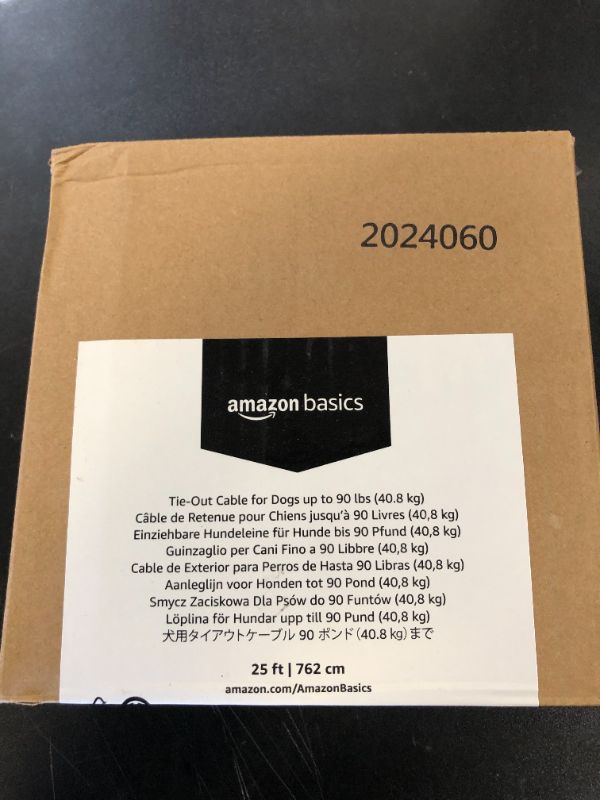 2024060
amazon basics
Tie-Out Cable for Dogs up to 90 lbs (40.8 kg)
Câble de Retenue pour Chiens jusqu'à 90 Livres (40,8 kg)
Einziehbare Hundeleine für Hunde bis 90 Pfund (40,8 kg)
Guinzaglio per Cani Fino a 90 Libbre (40,8 kg)
Cable de Exterior para Perros de Hasta 90 Libras (40,8 kg)
Aanleglijn voor Honden tot 90 Pond (40,8 kg)
Smycz Zaciskowa Dla Psów do 90 Funtów (40,8 kg)
Löplina för Hundar upp till 90 Pund (40,8 kg)
犬用タイアウトケーブル 90 ポンド(40.8 kg)まで
25 ft | 762 cm
amazon.com/AmazonBasics